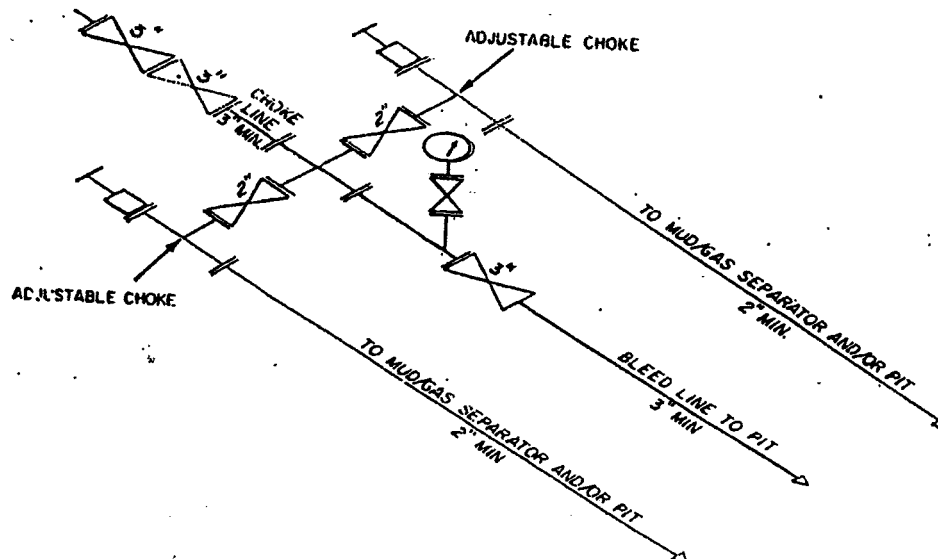 3"
3"
CHOKE
LINE
3" MIN.
ADJUSTABLE CHOKE
2"
2"
3"
ADJUSTABLE CHOKE
TO MUD/GAS SEPARATOR AND/OR PIT
2" MIN.
BLEED LINE TO PIT
3" MIN
TO MUD/GAS SEPARATOR AND/OR PIT
2" MIN